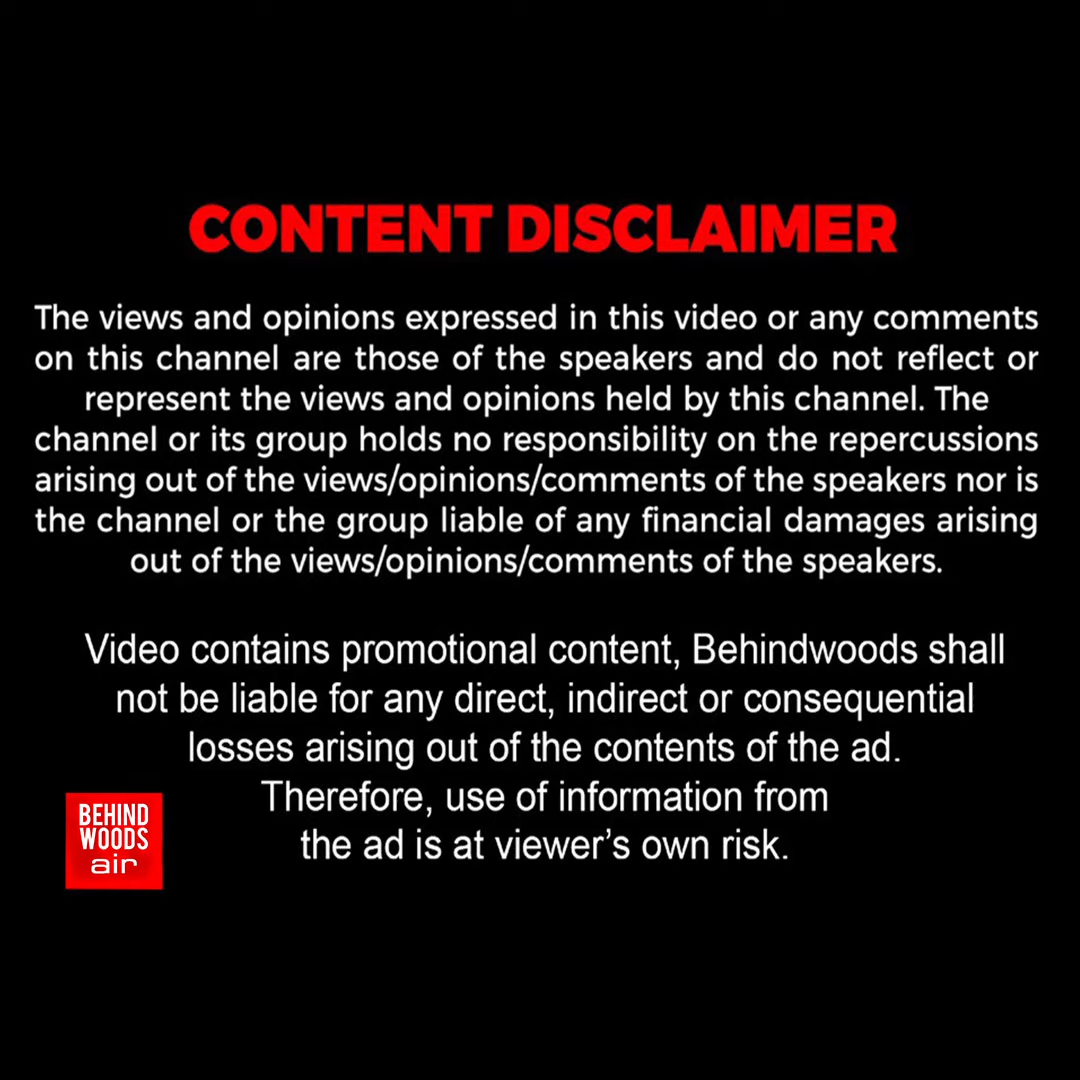 CONTENT DISCLAIMER
The views and opinions expressed in this video or any comments
on this channel are those of the speakers and do not reflect or
represent the views and opinions held by this channel. The
channel or its group holds no responsibility on the repercussions
arising out of the views/opinions/comments of the speakers nor is
the channel or the group liable of any financial damages arising
out of the views/opinions/comments of the speakers.
Video contains promotional content, Behindwoods shall
not be liable for any direct, indirect or consequential
losses arising out of the contents of the ad.
Therefore, use of information from
the ad is at viewer’s own risk.
BEHIND
WOODS
air